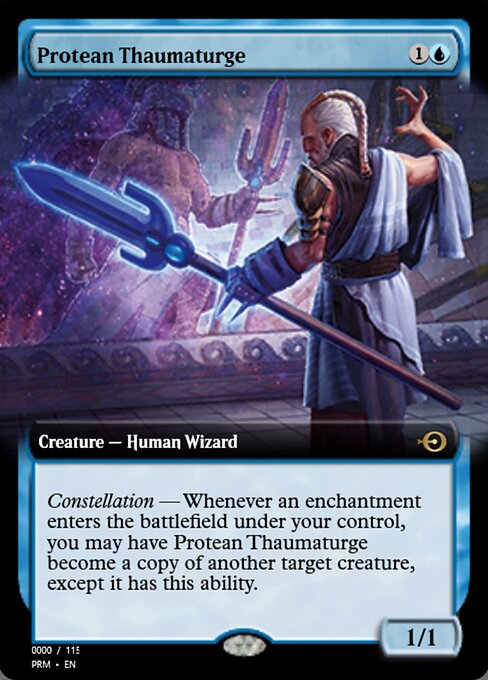 Protean Thaumaturge 1
Creature — Human Wizard
Constellation — Whenever an enchantment
enters the battlefield under your control,
you may have Protean Thaumaturge
become a copy of another target creature,
except it has this ability.
1/1
0000 / 115
PRM • EN